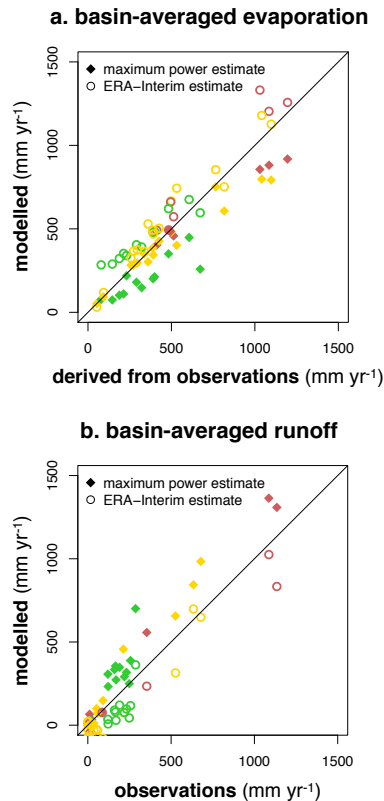 a. basin-averaged evaporation
maximum power estimate
ERA−Interim estimate
modelled (mm yr-1)
0 500 1000 1500
0 500 1000 1500
derived from observations (mm yr-1)
b. basin-averaged runoff
maximum power estimate
ERA−Interim estimate
modelled (mm yr-1)
0 500 1000 1500
0 500 1000 1500
observations (mm yr-1)